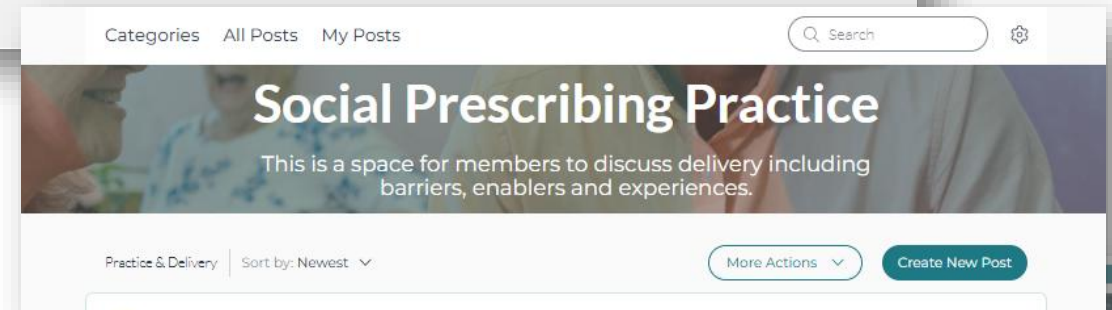 Categories All Posts My Posts Search
Social Prescribing Practice
This is a space for members to discuss delivery including
barriers, enablers and experiences.
Practice & Delivery Sort by: Newest More Actions Create New Post